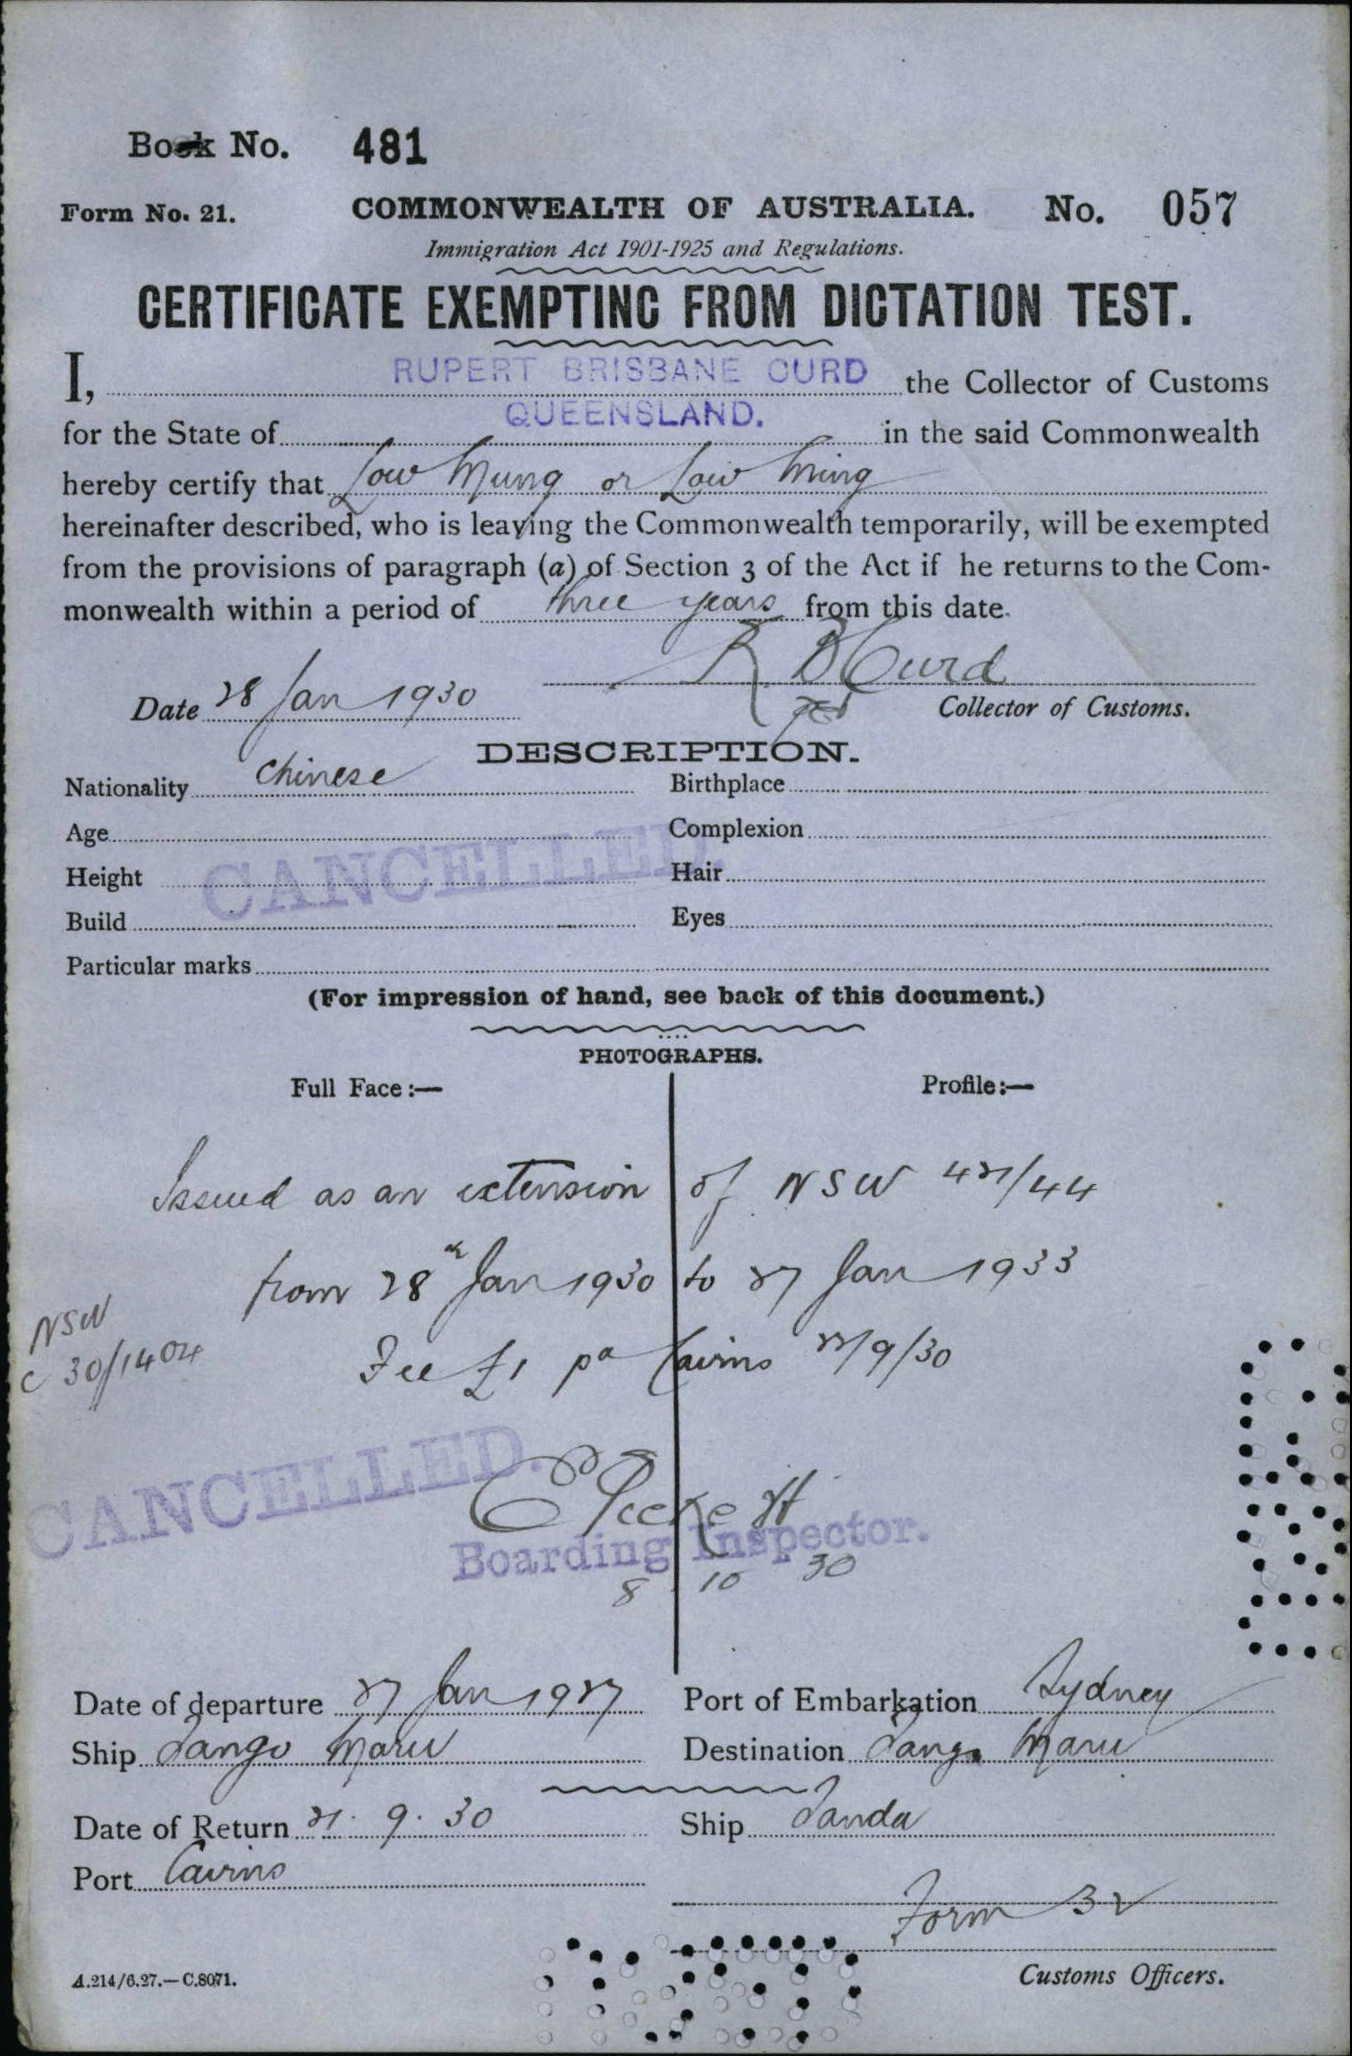 Book No. 481
Form No. 21. COMMONWEALTH OF AUSTRALIA. No. 057
Immigration Act 1901-1925 and Regulations.
CERTIFICATE EXEMPTING FROM DICTATION TEST.
I, RUPERT BRISBANE CURD the Collector of Customs
for the State of QUEENSLAND. in the said Commonwealth
hereby certify that Low Mung or Low Ming
hereinafter described, who is leaving the Commonwealth temporarily, will be exempted
from the provisions of paragraph (a) of Section 3 of the Act if he returns to the Com-
monwealth within a period of three years from this date.
R B Curd
Date 28 Jan 1930 Collector of Customs.
DESCRIPTION.
Nationality Chinese Birthplace
Age Complexion
Height Hair
CANCELLED.
Build Eyes
Particular marks
(For impression of hand, see back of this document.)
PHOTOGRAPHS.
Full Face:— Profile:—
Issued as an extension of NSW 421/44
from 28th Jan 1930 to 27 Jan 1933
NSW
C 30/1404
Fee £1 pd Cairns 22/9/30
CANCELLED.
Boarding Inspector.
8 10 30
Date of departure 27 Jan 1927 Port of Embarkation Sydney
Ship Tango Maru Destination Tango Maru
Date of Return 21. 9. 30 Ship Tanda
Port Cairns
Form 32
A.214/6.27.—C.8071. Customs Officers.